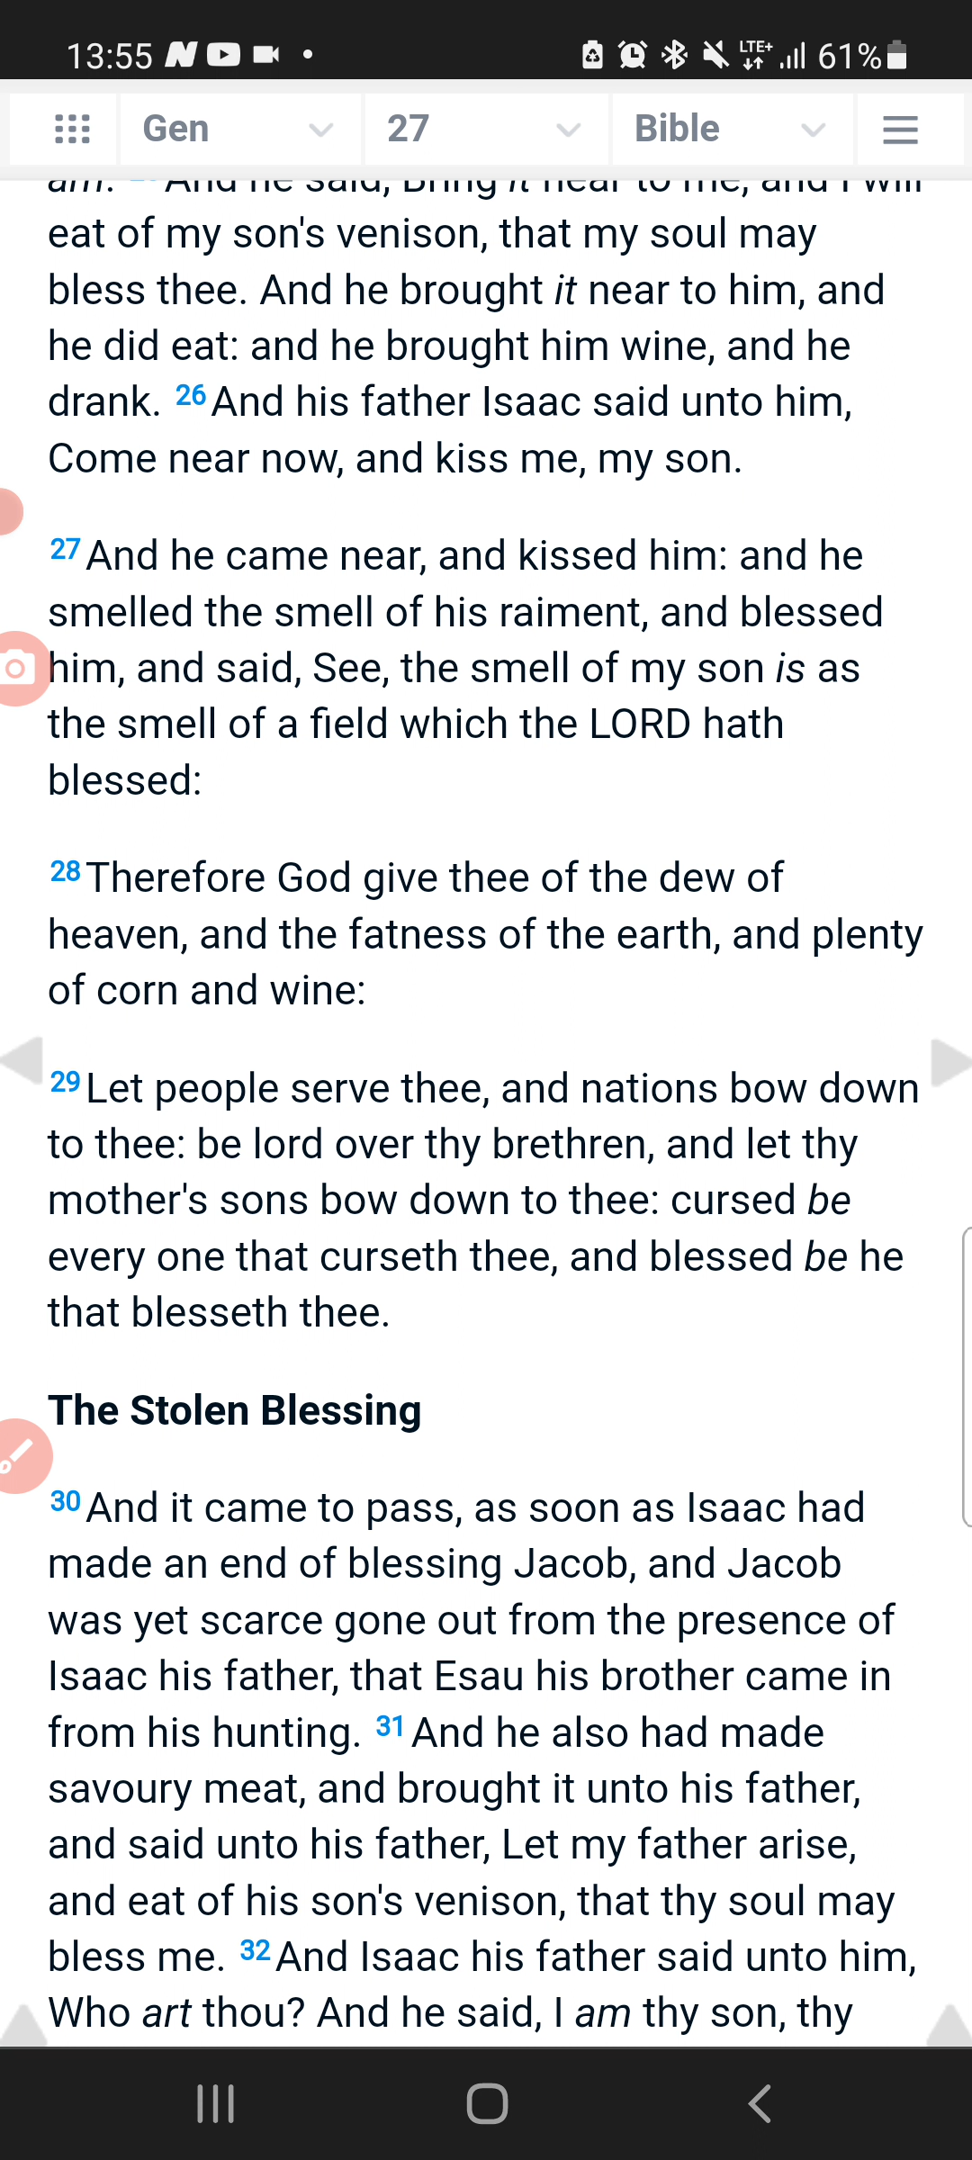 13:55 LTE+ 61%
Gen 27 Bible
am. And he said, Bring it near to me, and I will
eat of my son's venison, that my soul may
bless thee. And he brought it near to him, and
he did eat: and he brought him wine, and he
drank. 26 And his father Isaac said unto him,
Come near now, and kiss me, my son.
27 And he came near, and kissed him: and he
smelled the smell of his raiment, and blessed
him, and said, See, the smell of my son is as
the smell of a field which the LORD hath
blessed:
28 Therefore God give thee of the dew of
heaven, and the fatness of the earth, and plenty
of corn and wine:
29 Let people serve thee, and nations bow down
to thee: be lord over thy brethren, and let thy
mother's sons bow down to thee: cursed be
every one that curseth thee, and blessed be he
that blesseth thee.
The Stolen Blessing
30 And it came to pass, as soon as Isaac had
made an end of blessing Jacob, and Jacob
was yet scarce gone out from the presence of
Isaac his father, that Esau his brother came in
from his hunting. 31 And he also had made
savoury meat, and brought it unto his father,
and said unto his father, Let my father arise,
and eat of his son's venison, that thy soul may
bless me. 32 And Isaac his father said unto him,
Who art thou? And he said, I am thy son, thy